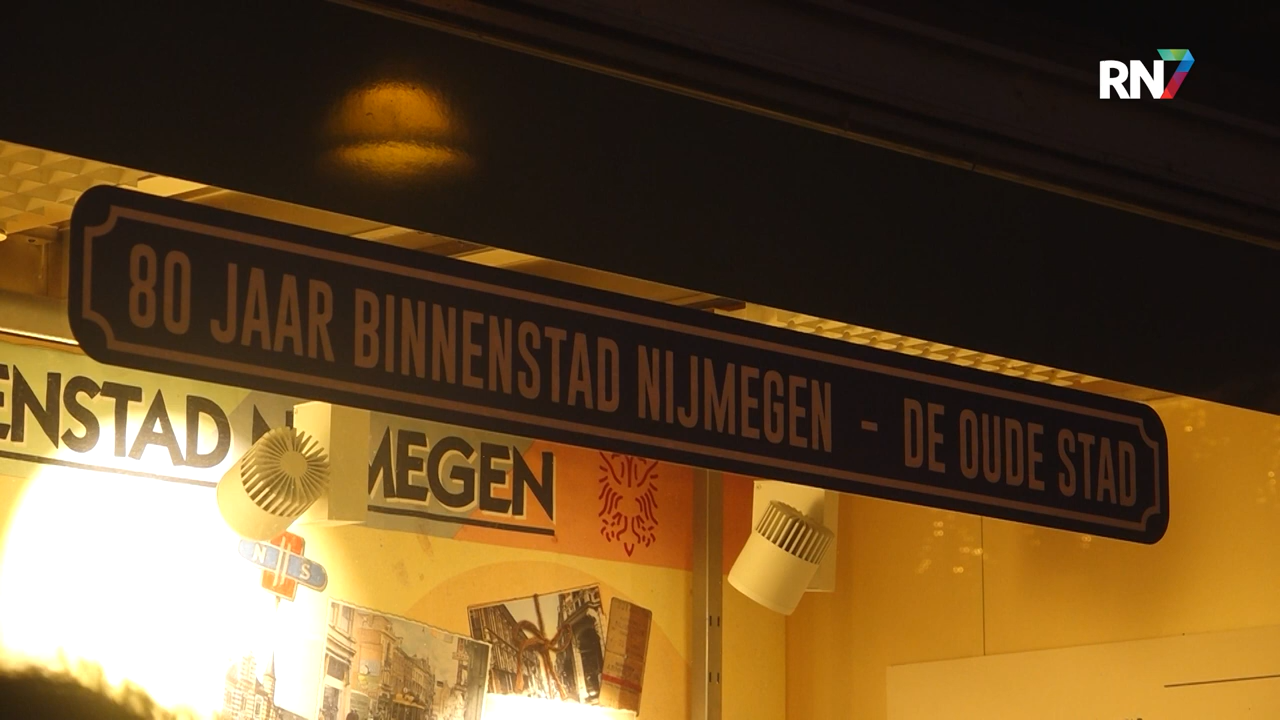 RN7
80 JAAR BINNENSTAD NIJMEGEN - DE OUDE STAD
ENSTAD N MEGEN
N S